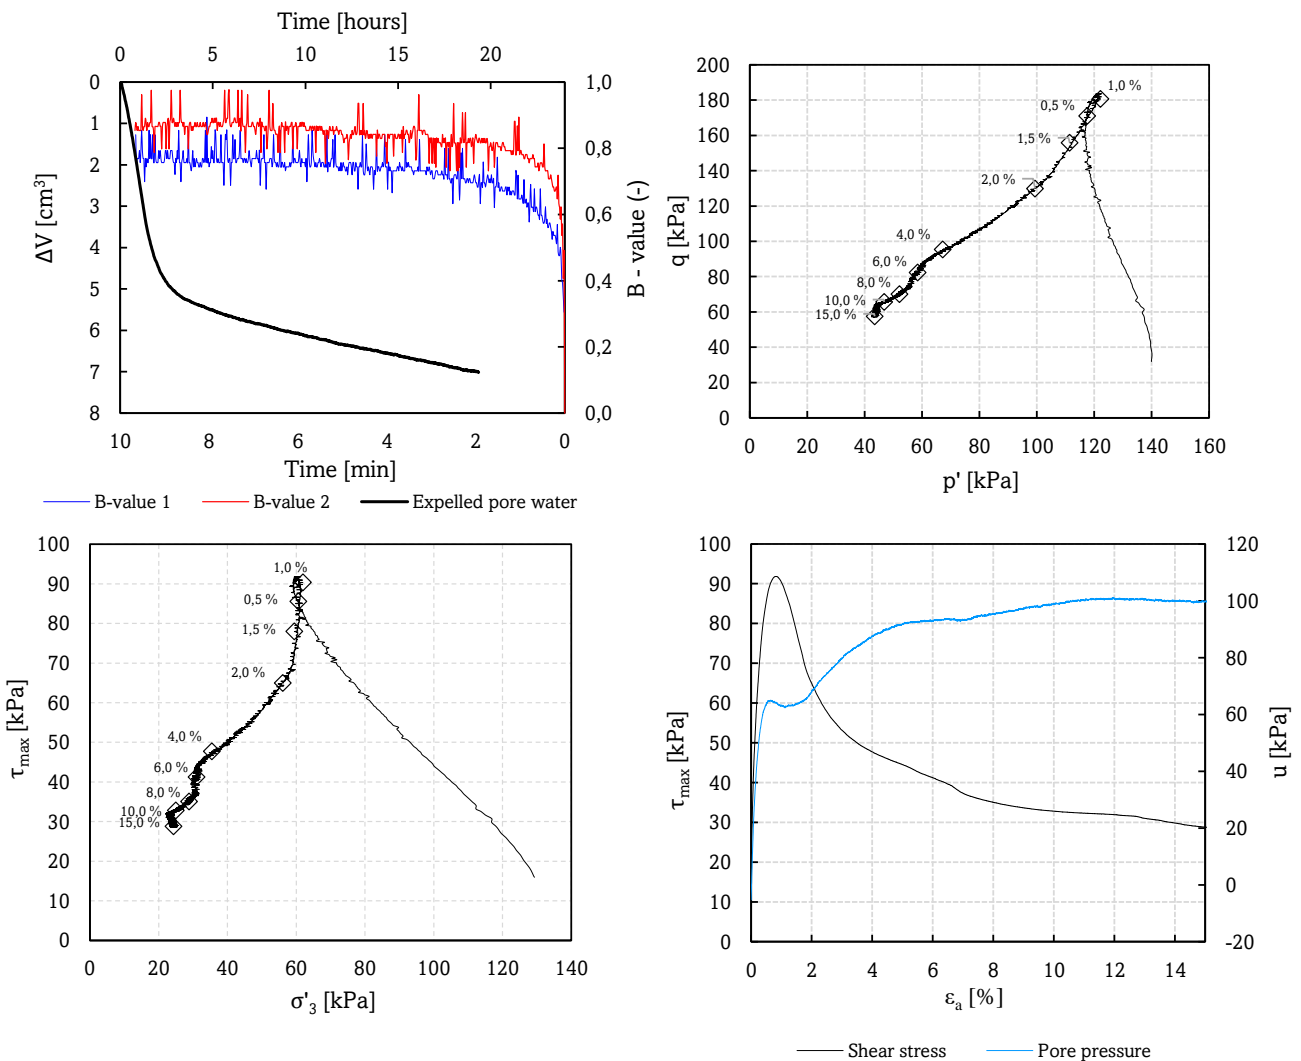 Time [hours]
0 5 10 15 20
0 1 2 3 4 5 6 7 8
ΔV [cm³]
1,0 0,8 0,6 0,4 0,2 0,0
B - value (-)
10 8 6 4 2 0
Time [min]
B-value 1 B-value 2 Expelled pore water
200 180 160 140 120 100 80 60 40 20 0
q [kPa]
1,0 %
0,5 %
1,5 %
2,0 %
4,0 %
6,0 %
8,0 %
10,0 %
15,0 %
0 20 40 60 80 100 120 140 160
p' [kPa]
100 90 80 70 60 50 40 30 20 10 0
τmax [kPa]
1,0 %
0,5 %
1,5 %
2,0 %
4,0 %
6,0 %
8,0 %
10,0 %
15,0 %
0 20 40 60 80 100 120 140
σ'3 [kPa]
100 90 80 70 60 50 40 30 20 10 0
τmax [kPa]
120 100 80 60 40 20 0 -20
u [kPa]
0 2 4 6 8 10 12 14
εa [%]
Shear stress Pore pressure